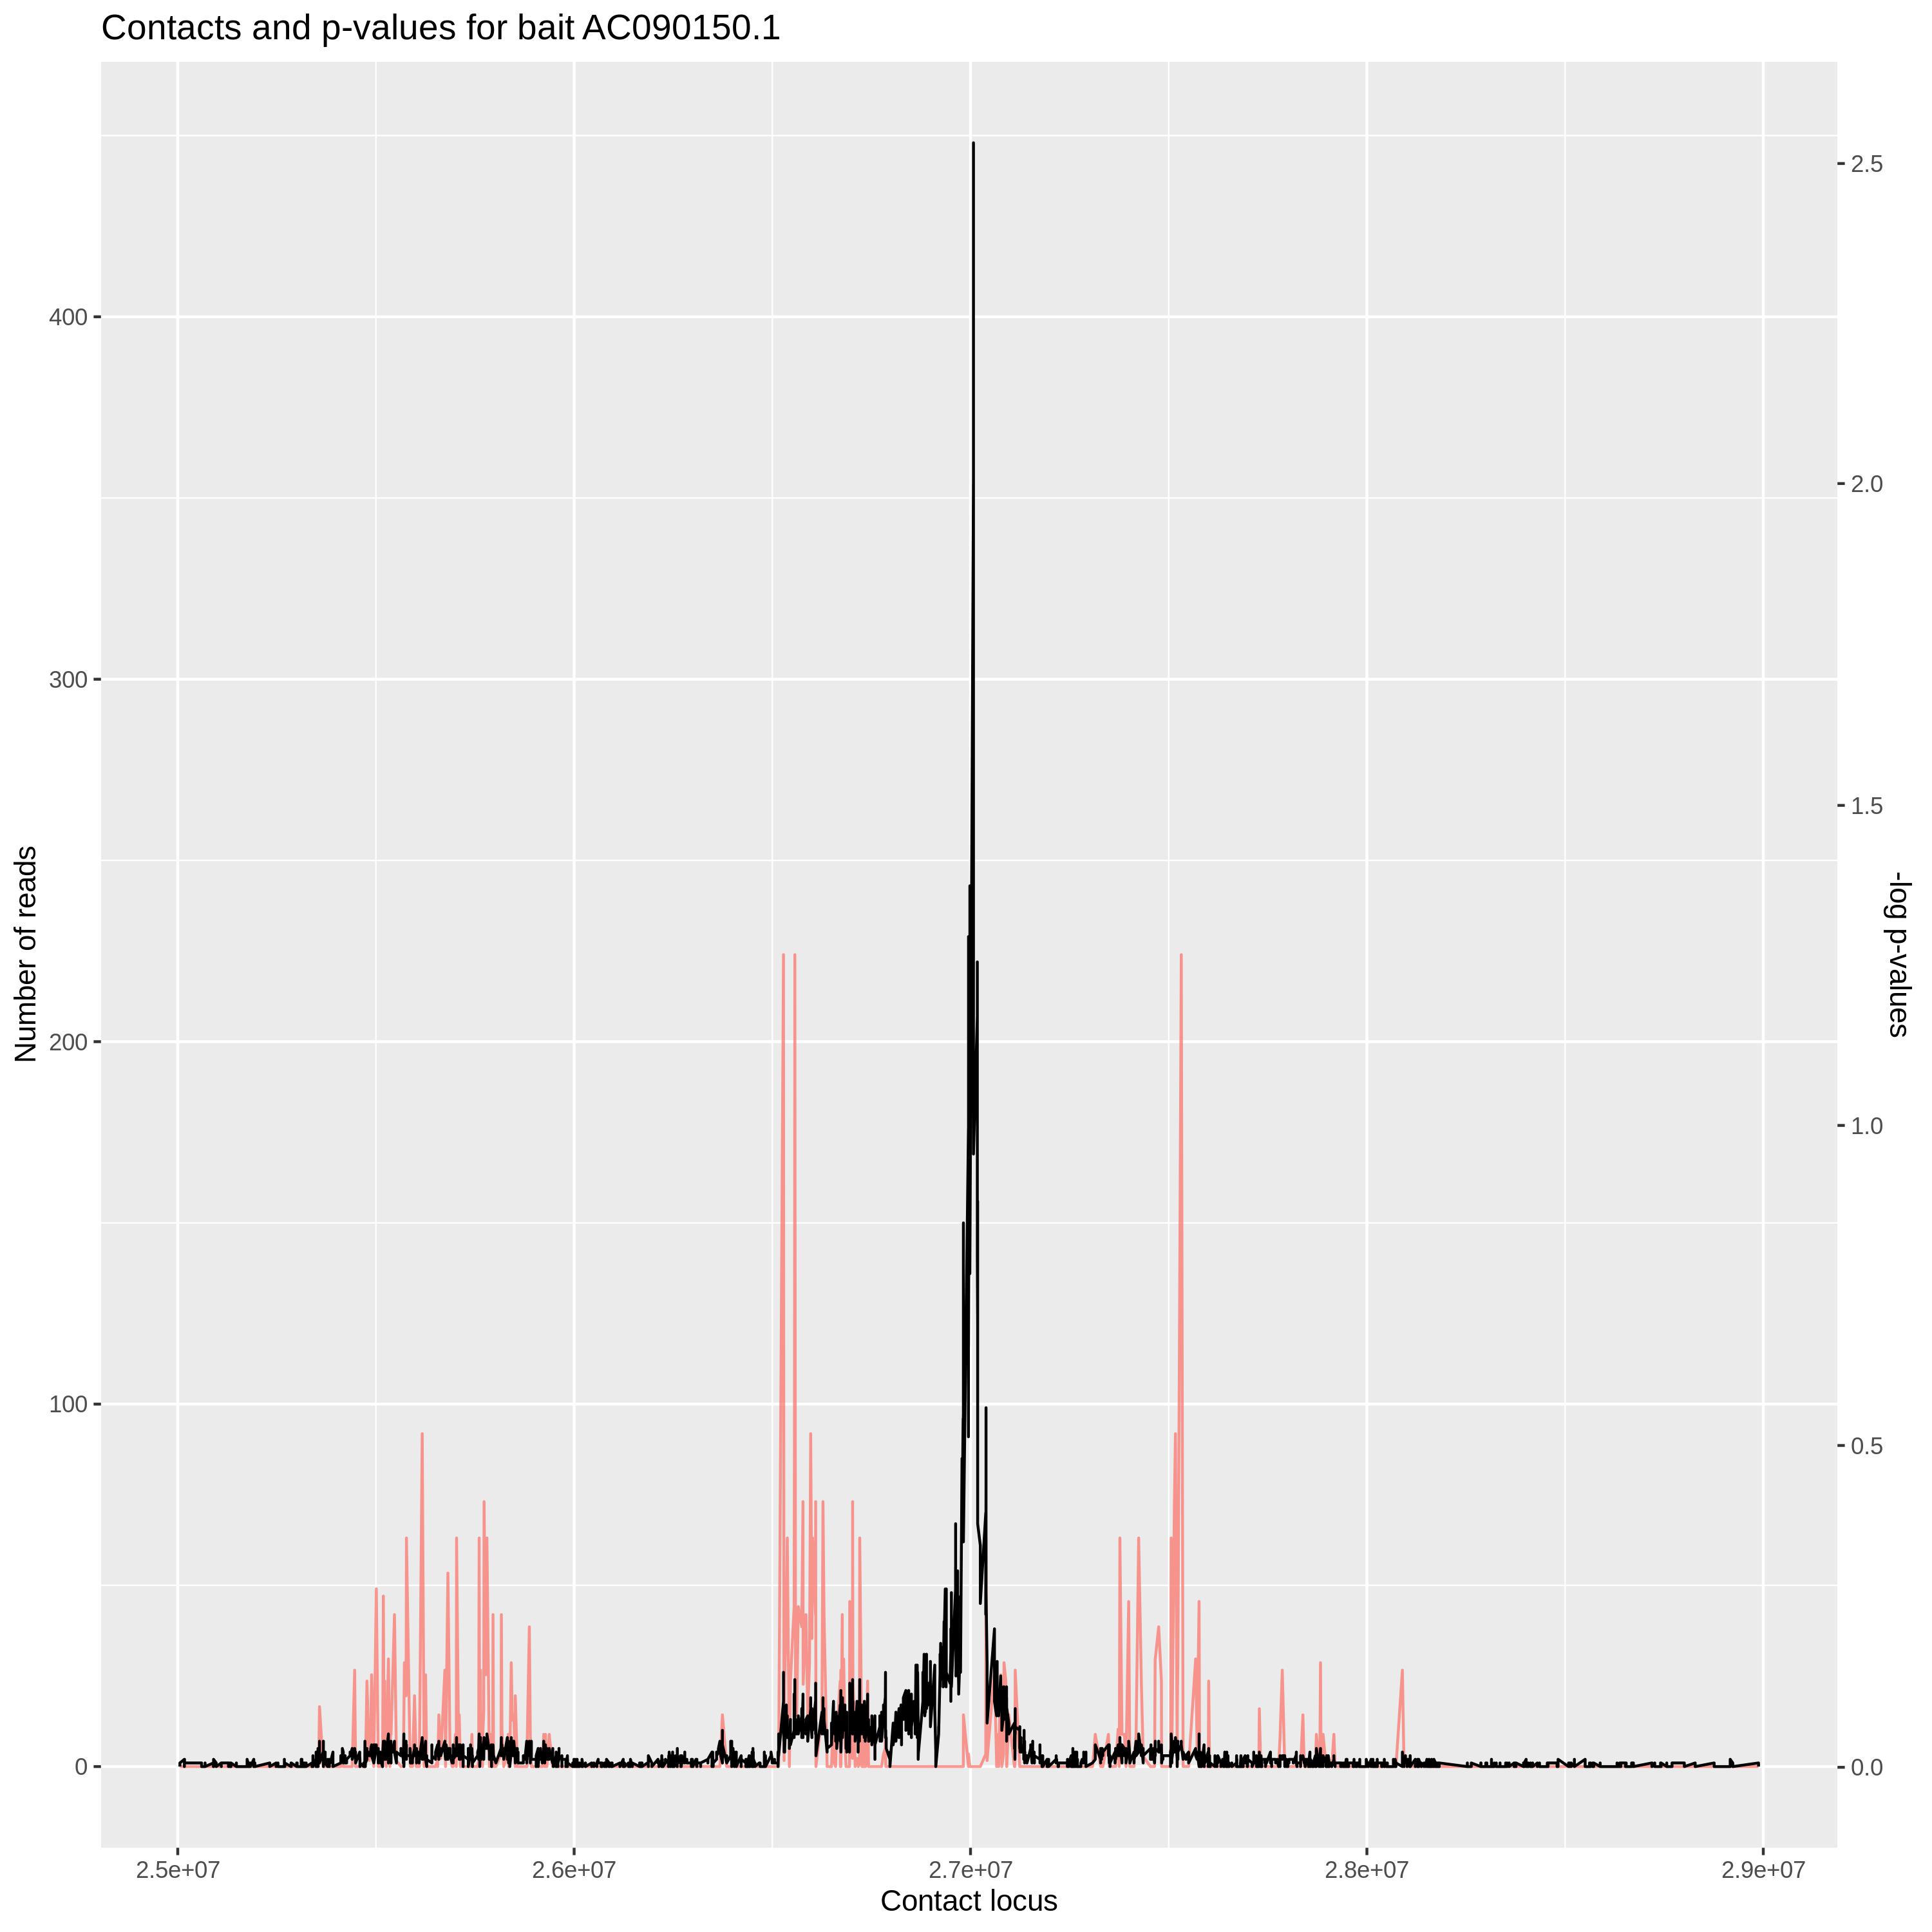 Contacts and p-values for bait AC090150.1
Number of reads
400
300
200
100
0
2.5
2.0
1.5
1.0
0.5
0.0
-log p-values
2.5e+07 2.6e+07 2.7e+07 2.8e+07 2.9e+07
Contact locus